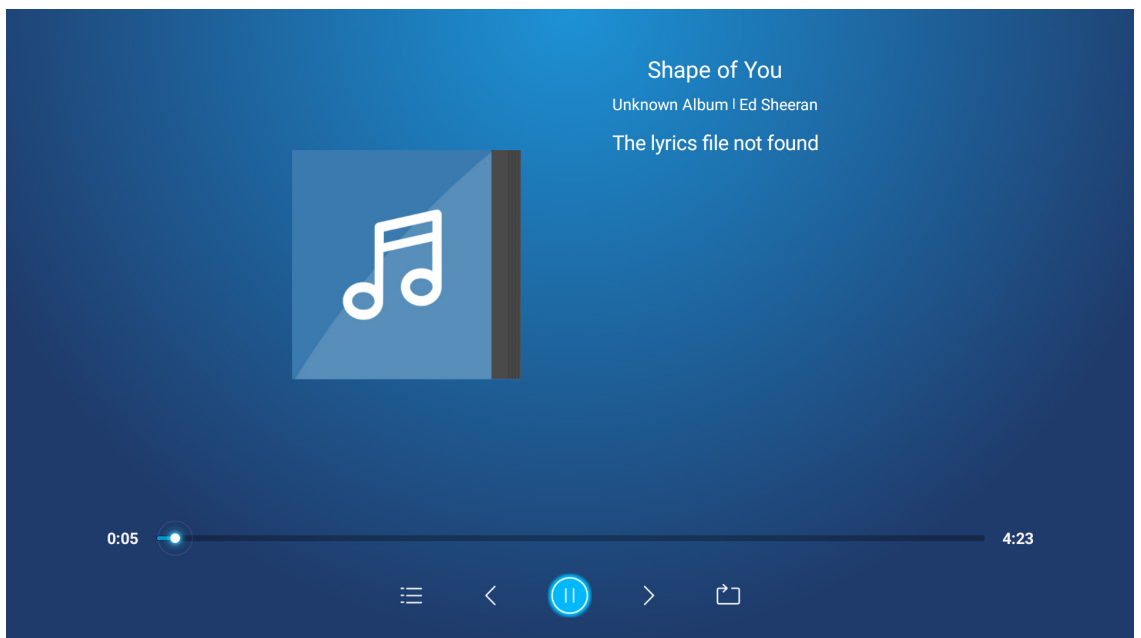 Shape of You
Unknown Album | Ed Sheeran
The lyrics file not found
0:05
4:23